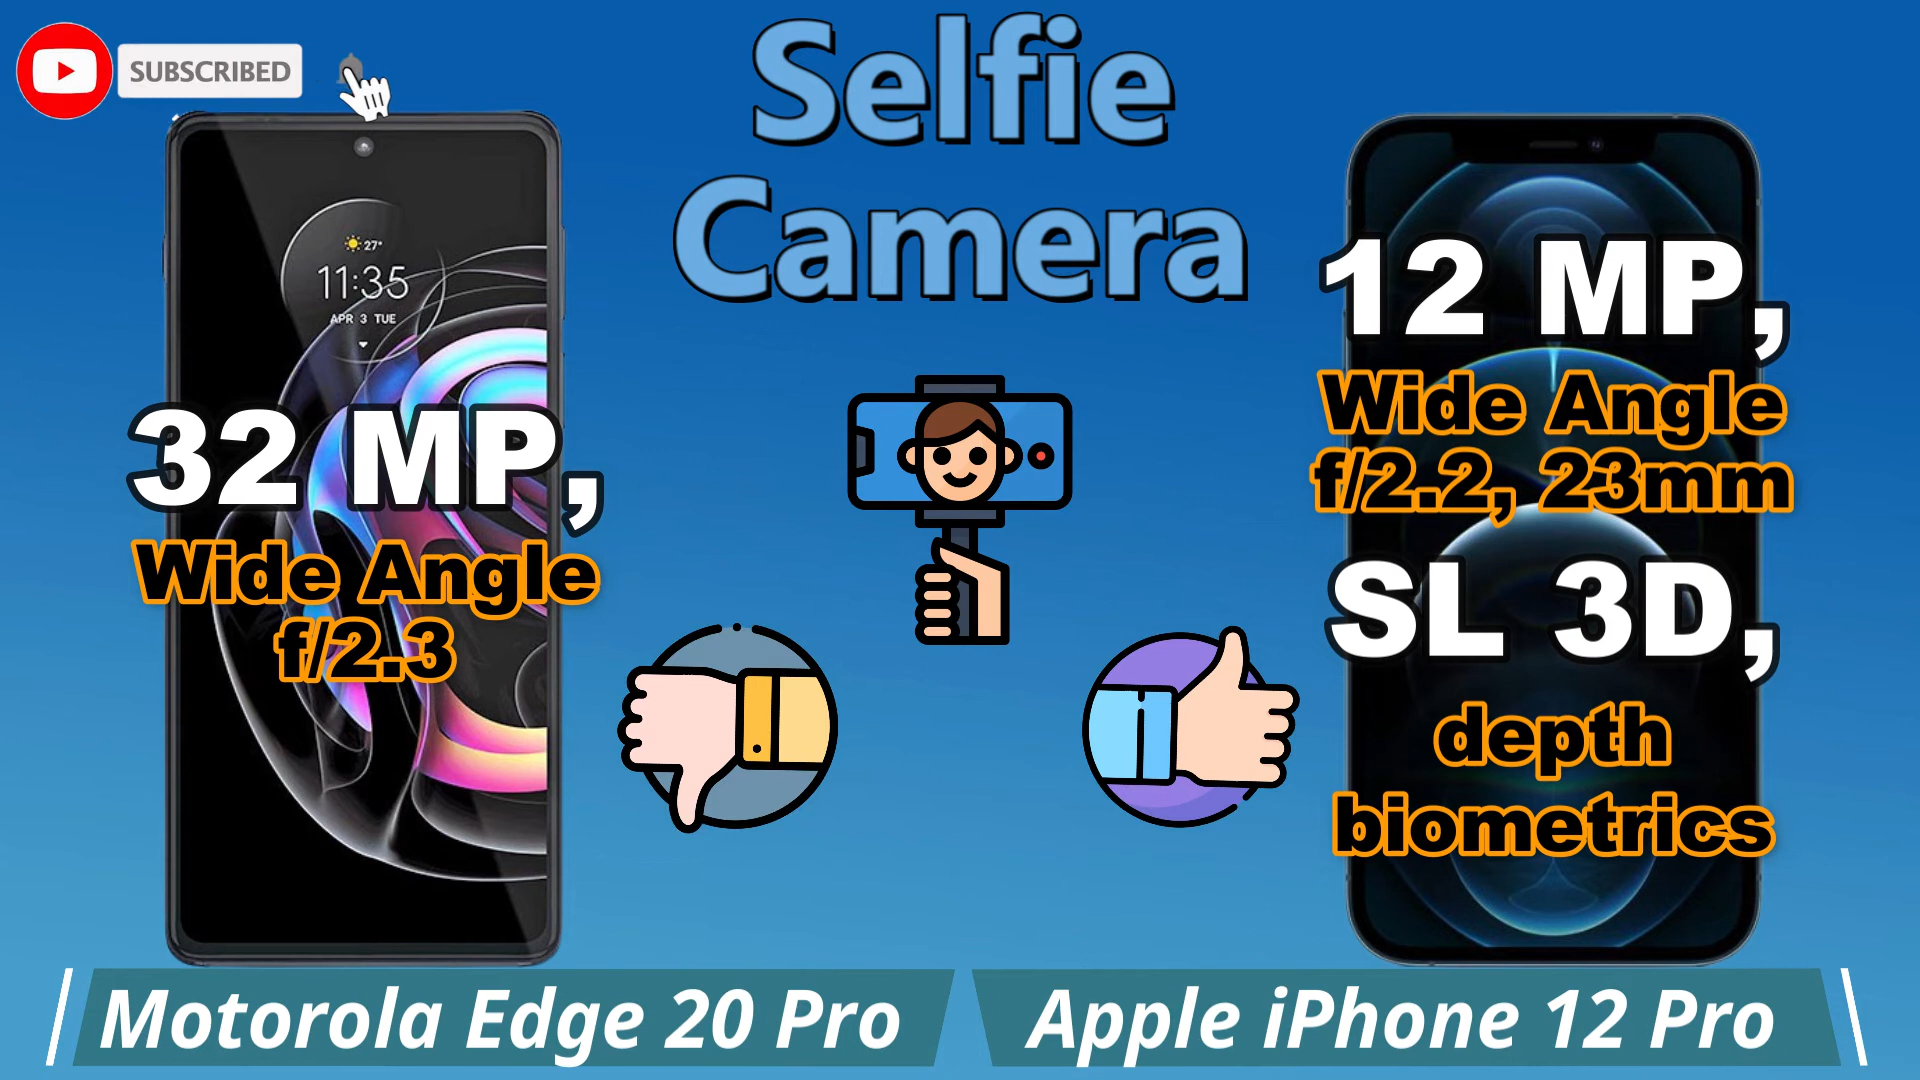 SUBSCRIBED
Selfie
Camera
27°
11:35
APR 3 TUE
32 MP,
Wide Angle
f/2.3
12 MP,
Wide Angle
f/2.2, 23mm
SL 3D,
depth
biometrics
Motorola Edge 20 Pro
Apple iPhone 12 Pro